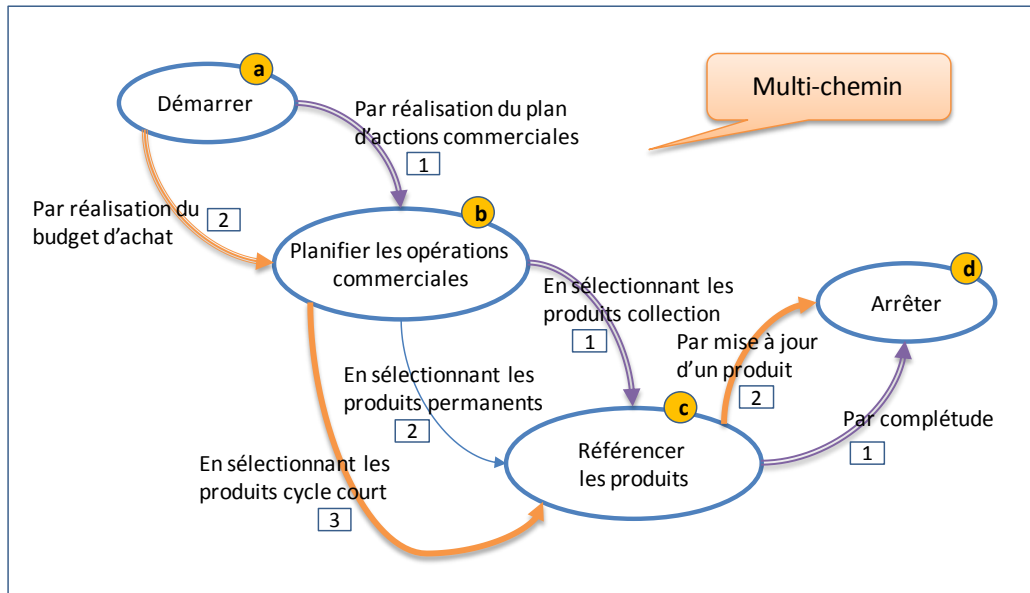 a
Démarrer
Multi-chemin
Par réalisation du plan
d'actions commerciales
1
Par réalisation du
budget d'achat
2
b
Planifier les opérations
commerciales
d
Arrêter
En sélectionnant les
produits collection
1
Par mise à jour
d'un produit
2
En sélectionnant les
produits permanents
2
c
Référencer
les produits
Par complétude
1
En sélectionnant les
produits cycle court
3